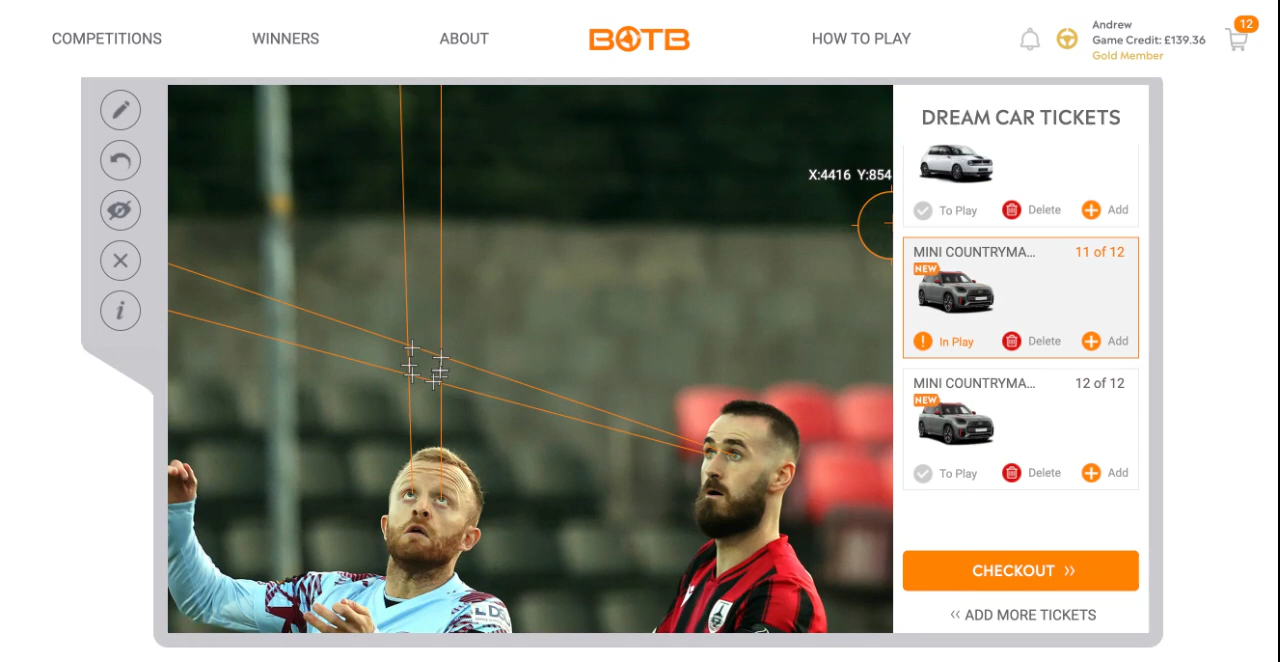 COMPETITIONS
WINNERS
ABOUT
BOTB
HOW TO PLAY
Andrew
Game Credit: £139.36
Gold Member
12
DREAM CAR TICKETS
X:4416 Y:854
To Play
Delete
Add
MINI COUNTRYMA...
11 of 12
NEW
In Play
Delete
Add
MINI COUNTRYMA...
12 of 12
NEW
To Play
Delete
Add
CHECKOUT »
« ADD MORE TICKETS